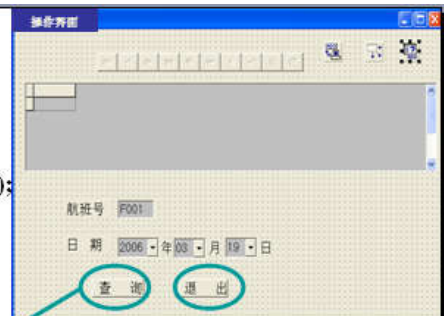 操作界面
);
航班号 F001
日 期 2006 年 03 月 19 日
查 询 退 出